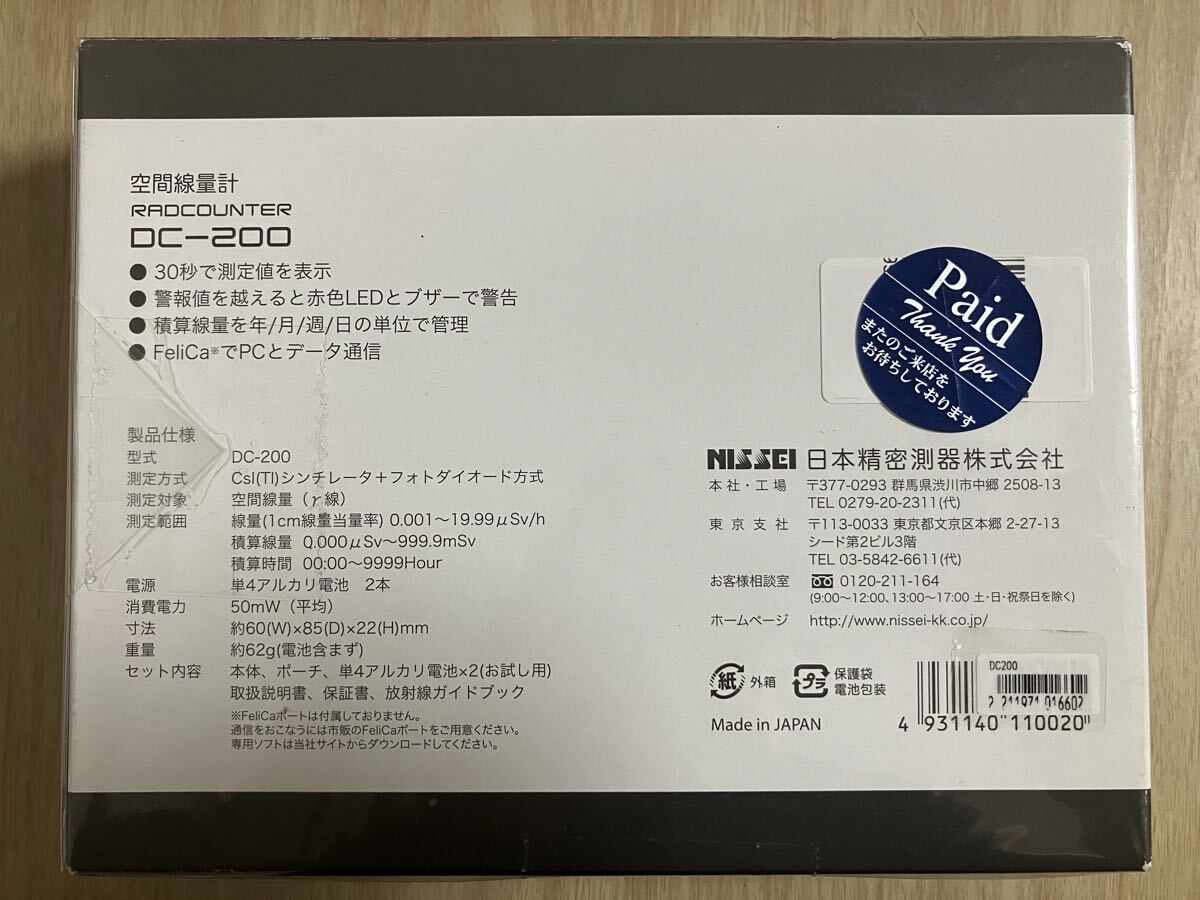 空間線量計
RADCOUNTER
DC-200
● 30秒で測定値を表示
● 警報値を越えると赤色LEDとブザーで警告
● 積算線量を年/月/週/日の単位で管理
● FeliCa※でPCとデータ通信
Paid
Thank You
またのご来店を
お待ちしております
製品仕様
型式 DC-200
測定方式 CsI(TI)シンチレータ＋フォトダイオード方式
測定対象 空間線量（γ線）
測定範囲 線量(1cm線量当量率) 0.001～19.99μSv/h
積算線量 0.000μSv～999.9mSv
積算時間 00:00～9999Hour
電源 単4アルカリ電池 2本
消費電力 50mW（平均）
寸法 約60(W)×85(D)×22(H)mm
重量 約62g(電池含まず)
セット内容 本体、ポーチ、単4アルカリ電池×2(お試し用)
取扱説明書、保証書、放射線ガイドブック
※FeliCaポートは付属しておりません。
通信をおこなうには市販のFeliCaポートをご用意ください。
専用ソフトは当社サイトからダウンロードしてください。
NISSEI 日本精密測器株式会社
本社・工場 〒377-0293 群馬県渋川市中郷 2508-13
TEL 0279-20-2311(代)
東京支社 〒113-0033 東京都文京区本郷 2-27-13
シード第2ビル3階
TEL 03-5842-6611(代)
お客様相談室 0120-211-164
(9:00～12:00、13:00～17:00 土・日・祝祭日を除く)
ホームページ http://www.nissei-kk.co.jp/
紙 外箱
プラ 保護袋
電池包装
Made in JAPAN
DC200
2 211971 016602
4 931140 110020